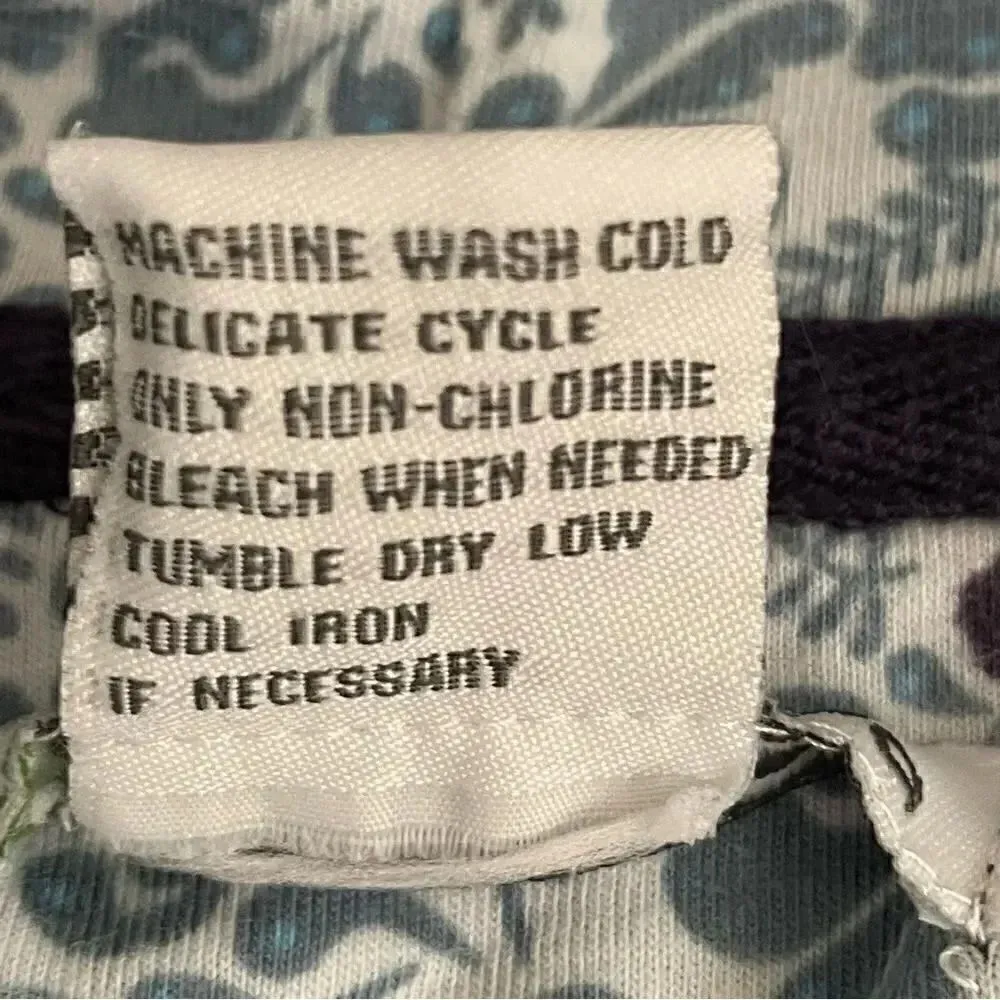 MACHINE WASH COLD
DELICATE CYCLE
ONLY NON-CHLORINE
BLEACH WHEN NEEDED
TUMBLE DRY LOW
COOL IRON
IF NECESSARY